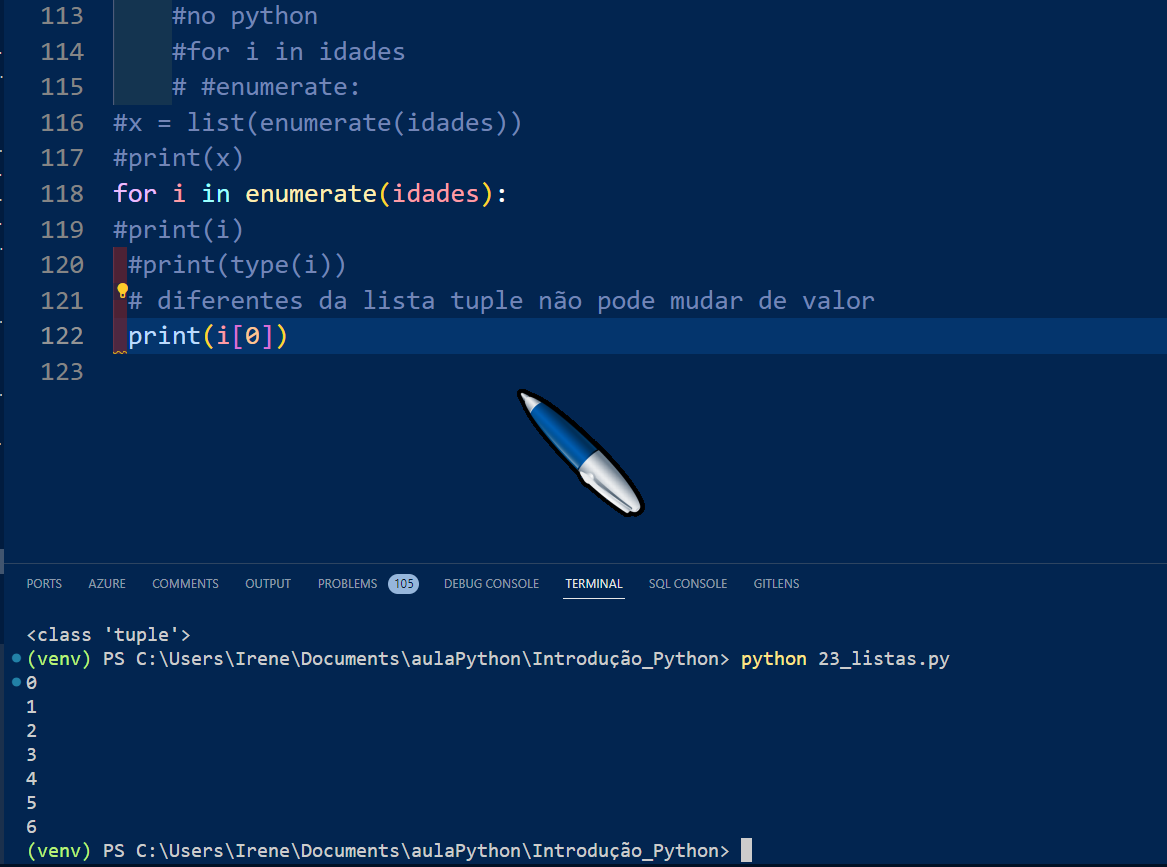 113 #no python
114 #for i in idades
115 # #enumerate:
116 #x = list(enumerate(idades))
117 #print(x)
118 for i in enumerate(idades):
119 #print(i)
120 #print(type(i))
121 # diferentes da lista tuple não pode mudar de valor
122 print(i[0])
123
PORTS AZURE COMMENTS OUTPUT PROBLEMS 105 DEBUG CONSOLE TERMINAL SQL CONSOLE GITLENS
<class 'tuple'>
(venv) PS C:\Users\Irene\Documents\aulaPython\Introdução_Python> python 23_listas.py
0
1
2
3
4
5
6
(venv) PS C:\Users\Irene\Documents\aulaPython\Introdução_Python>